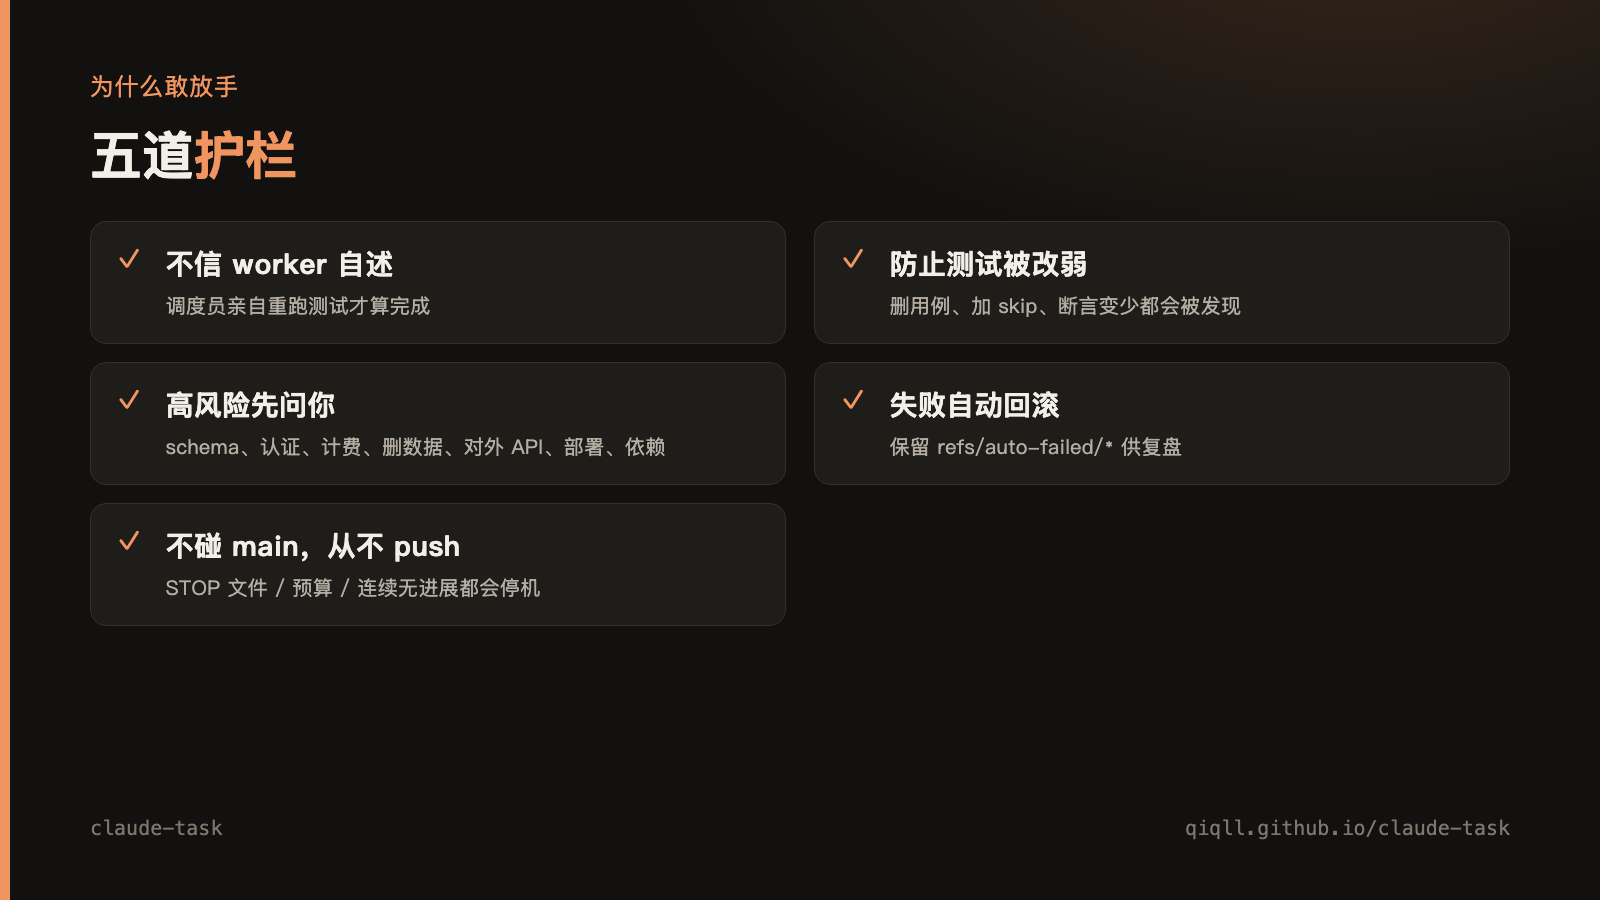 为什么敢放手
五道护栏
不信 worker 自述
调度员亲自重跑测试才算完成
防止测试被改弱
删用例、加 skip、断言变少都会被发现
高风险先问你
schema、认证、计费、删数据、对外 API、部署、依赖
失败自动回滚
保留 refs/auto-failed/* 供复盘
不碰 main，从不 push
STOP 文件 / 预算 / 连续无进展都会停机
claude-task
qiqll.github.io/claude-task